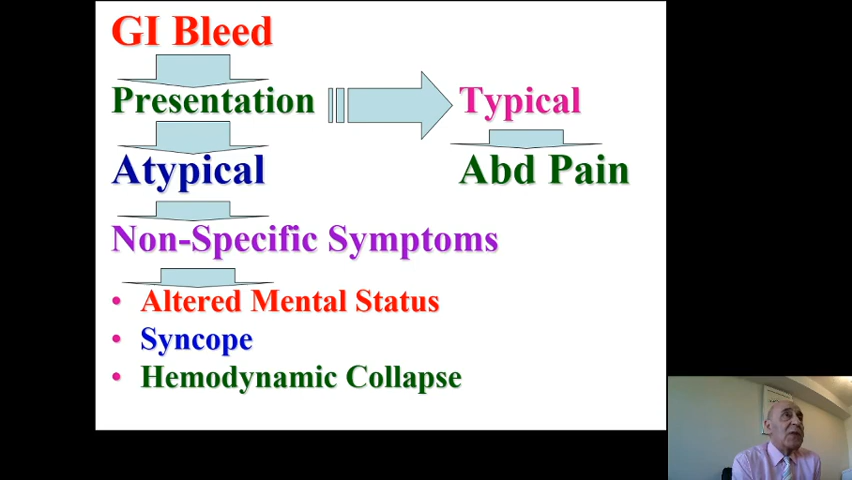 GI Bleed
Presentation
Typical
Atypical
Abd Pain
Non-Specific Symptoms
• Altered Mental Status
• Syncope
• Hemodynamic Collapse